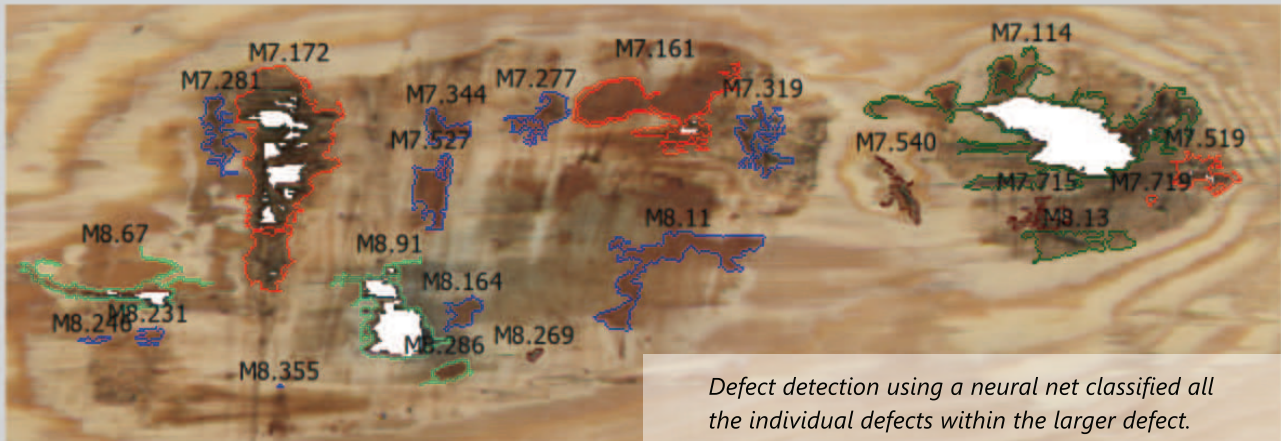 M7.114
M7.161
M7.172
M7.281
M7.277
M7.344
M7.319
M7.527
M7.540
M7.519
M7.715
M7.719
M8.11
M8.13
M8.67
M8.91
M8.164
M8.231
M8.246
M8.269
M8.286
M8.355
Defect detection using a neural net classified all
the individual defects within the larger defect.